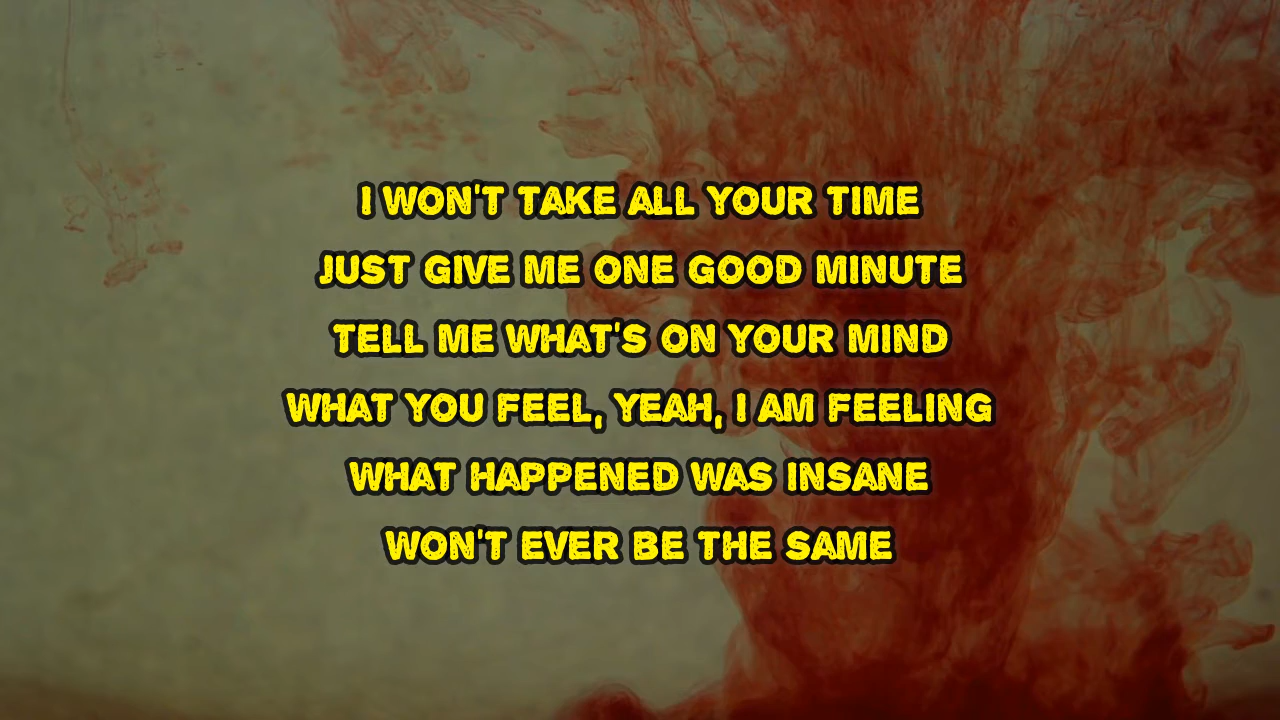 I WON'T TAKE ALL YOUR TIME
JUST GIVE ME ONE GOOD MINUTE
TELL ME WHAT'S ON YOUR MIND
WHAT YOU FEEL, YEAH, I AM FEELING
WHAT HAPPENED WAS INSANE
WON'T EVER BE THE SAME